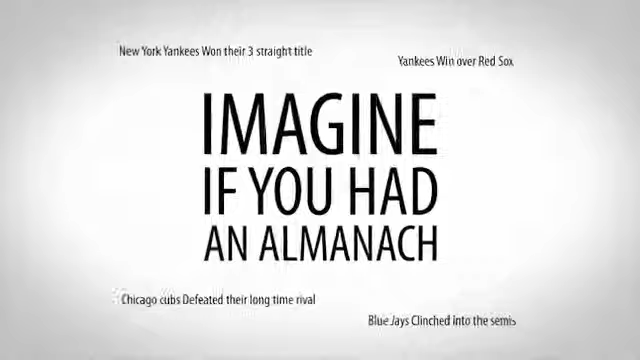 New York Yankees Won their 3 straight title
Yankees Win over Red Sox
IMAGINE
IF YOU HAD
AN ALMANACH
Chicago cubs Defeated their long time rival
Blue Jays Clinched into the semis